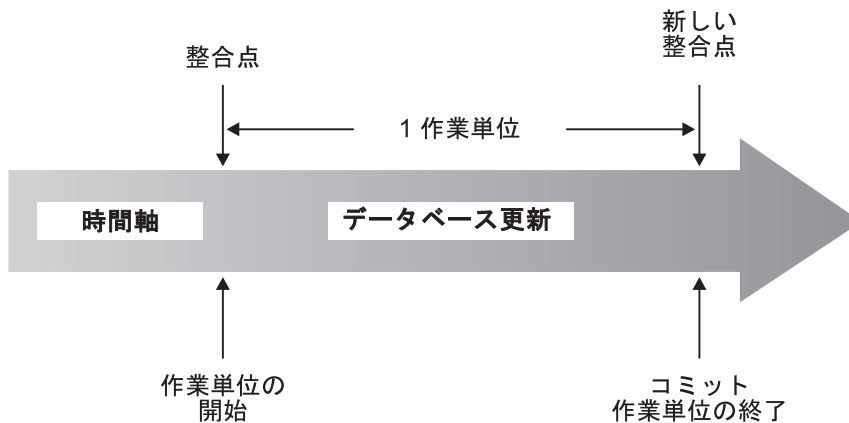 新しい
整合点
整合点
1 作業単位
時間軸
データベース更新
作業単位の
開始
コミット
作業単位の終了